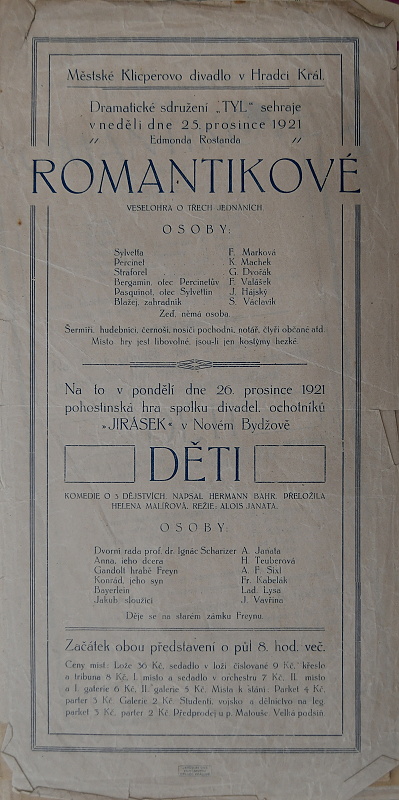 Městské Klicperovo divadlo v Hradci Král.
Dramatické sdružení „TYL" sehraje
v neděli dne 25. prosince 1921
" Edmonda Rostanda "
ROMANTIKOVÉ
VESELOHRA O TŘECH JEDNÁNÍCH.
OSOBY:
Sylvetta F. Marková
Percinet K. Machek
Straforel G. Dvořák
Bergamin, otec Percinetův F. Valášek
Pasquinot, otec Sylvettin J. Hájský
Blažej, zahradník S. Václavík
Zeď, němá osoba.
Šermíři, hudebníci, černoši, nosiči pochodní, notář, čtyři občané atd.
Místo hry jest libovolné, jsou-li jen kostýmy hezké.
Na to v pondělí dne 26. prosince 1921
pohostinská hra spolku divadel. ochotníků
»JIRÁSEK« v Novém Bydžově
DĚTI
KOMEDIE O 3 DĚJSTVÍCH. NAPSAL HERMANN BAHR. PŘELOŽILA
HELENA MALÍŘOVÁ. REŽIE: ALOIS JANATA.
OSOBY:
Dvorní rada prof. dr. Ignác Scharizer A. Janata
Anna, jeho dcera H. Teuberová
Gandolf hrabě Freyn A. F. Sixl
Konrád, jeho syn Fr. Kabelák
Bayerlein Lad. Lysa
Jakub, sloužící J. Vavřina
Děje se na starém zámku Freynu.
Začátek obou představení o půl 8. hod. več.
Ceny míst: Lože 36 Kč, sedadlo v loži číslované 9 Kč, křeslo
a tribuna 8 Kč, I. místo a sedadlo v orchestru 7 Kč, II. místo
a I. galerie 6 Kč, II. galerie 5 Kč. Místa k stání: Parket 4 Kč,
parter 3 Kč. Galerie 2 Kč. Studenti, vojsko a dělnictvo na leg.
parket 3 Kč, parter 2 Kč. Předprodej u p. Matouše. Velká podsíň.